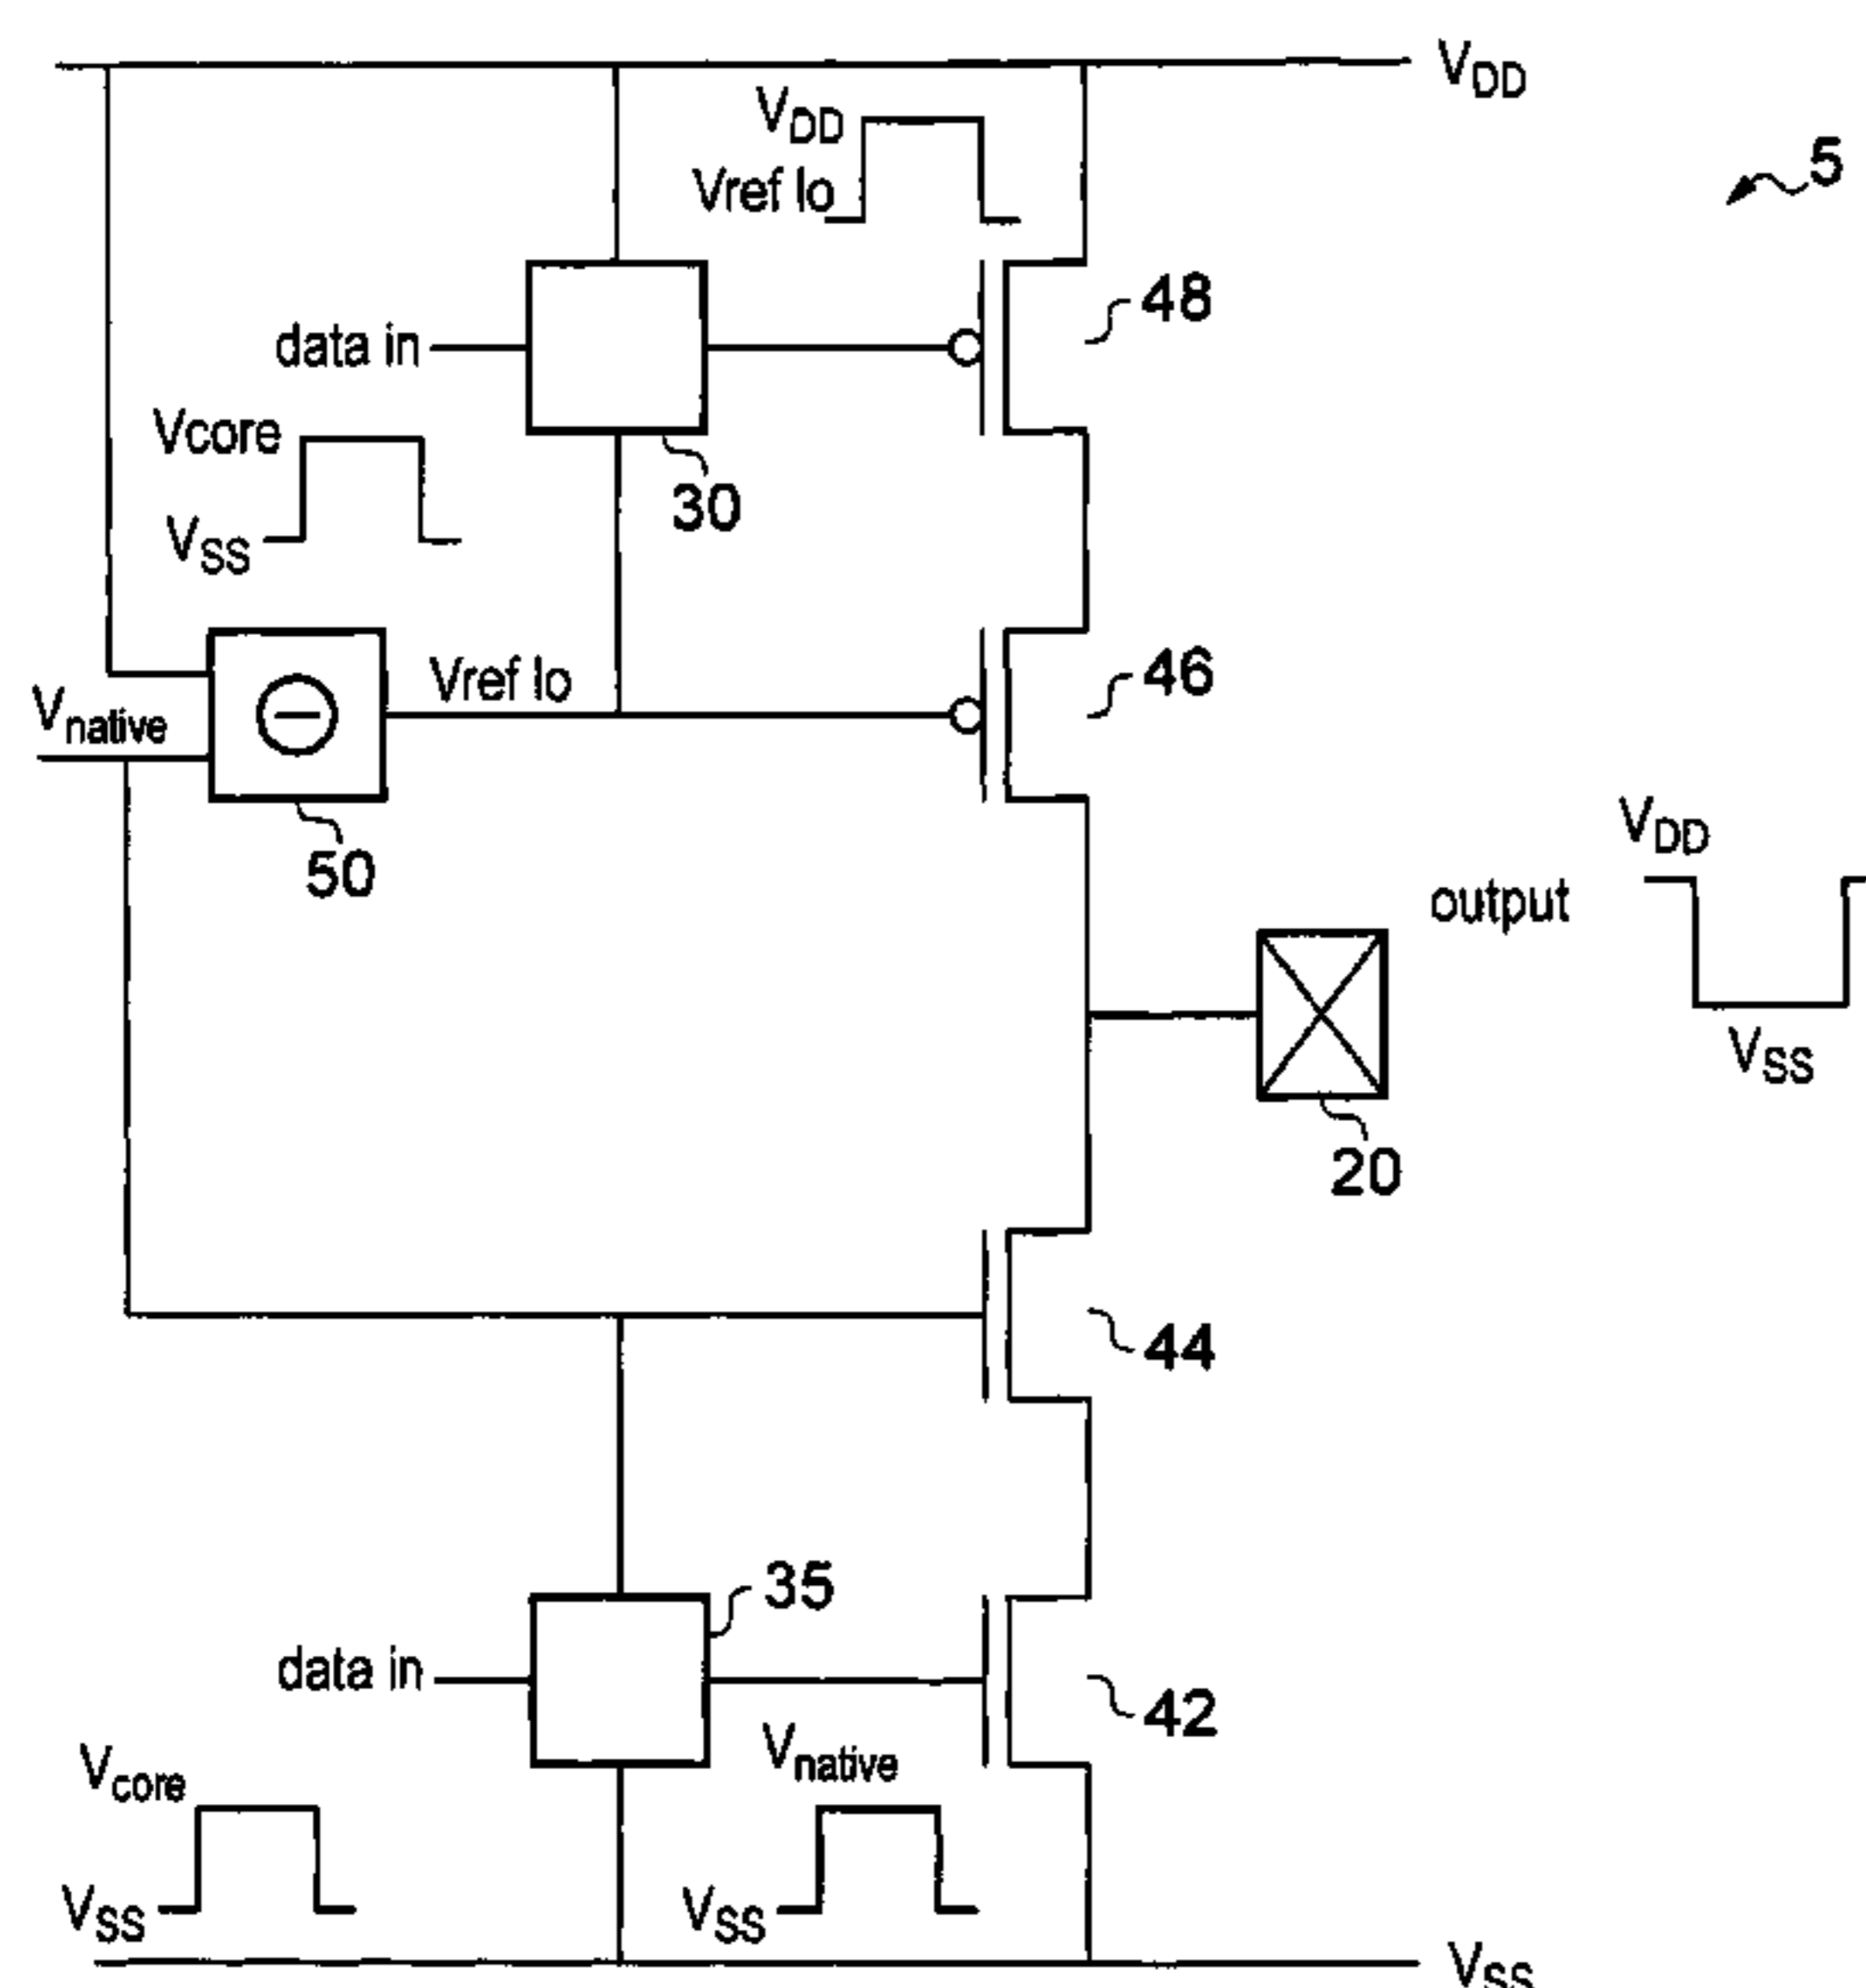 VDD
VDD
Vref lo
5
48
data in
Vcore
30
VSS
46
Vref lo
Vnative
VDD
50
output
VSS
20
44
35
data in
42
Vnative
Vcore
VSS
VSS
VSS